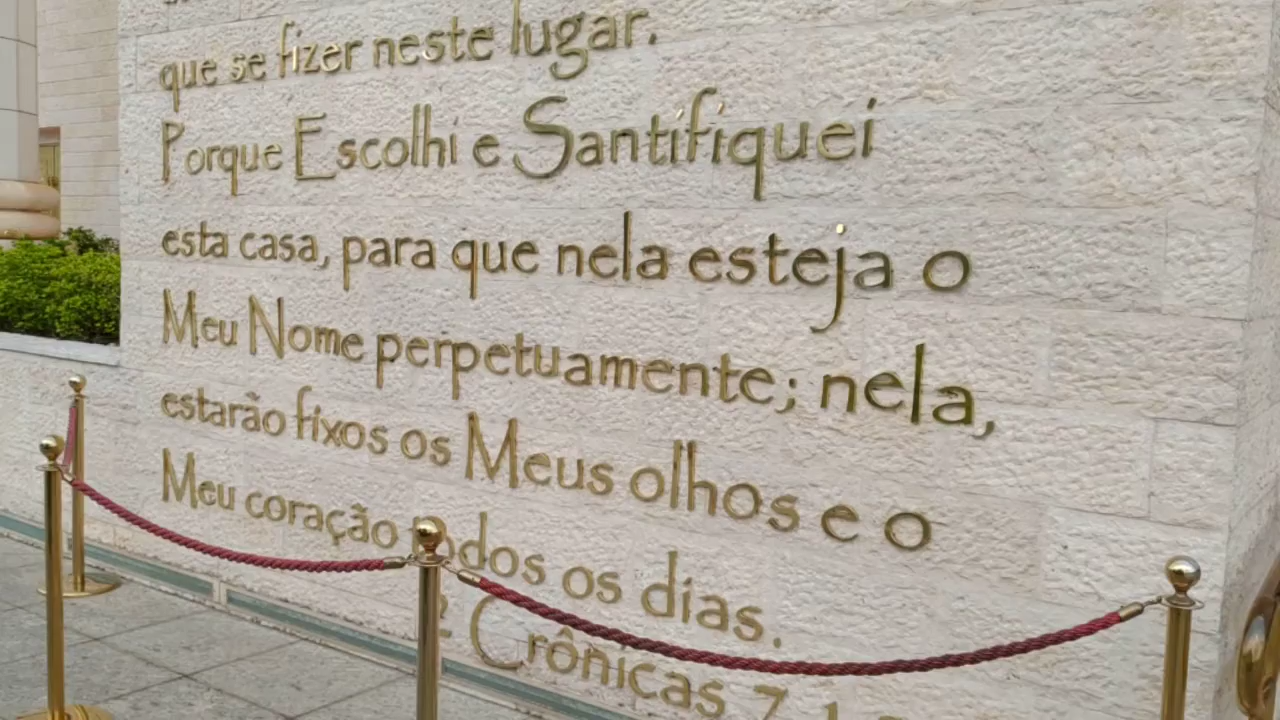 que se fizer neste lugar.
Porque Escolhi e Santifiquei
esta casa, para que nela esteja o
Meu Nome perpetuamente; nela,
estarão fixos os Meus olhos e o
Meu coração todos os dias.
2 Crônicas 7